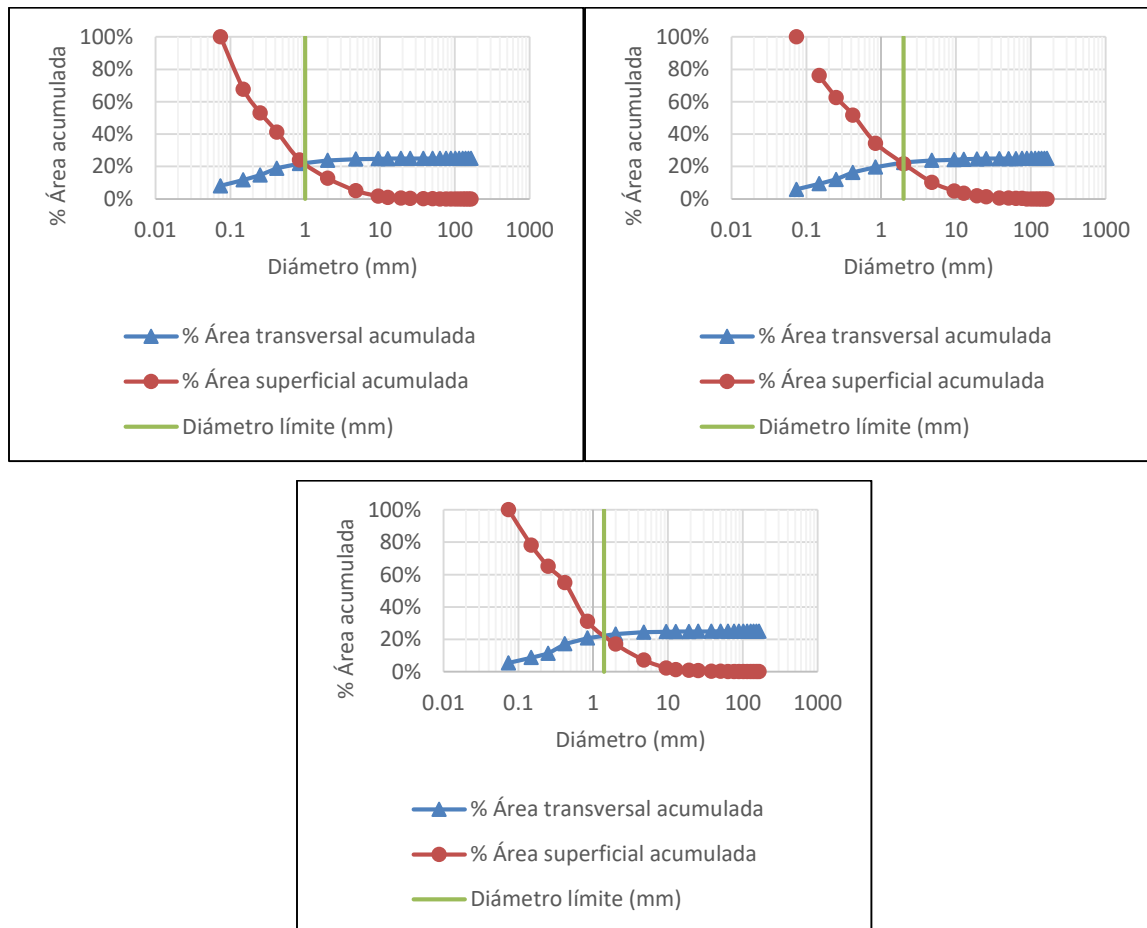 % Área acumulada
100%
80%
60%
40%
20%
0%
0.01 0.1 1 10 100 1000
Diámetro (mm)
% Área transversal acumulada
% Área superficial acumulada
Diámetro límite (mm)
% Área acumulada
100%
80%
60%
40%
20%
0%
0.01 0.1 1 10 100 1000
Diámetro (mm)
% Área transversal acumulada
% Área superficial acumulada
Diámetro límite (mm)
% Área acumulada
100%
80%
60%
40%
20%
0%
0.01 0.1 1 10 100 1000
Diámetro (mm)
% Área transversal acumulada
% Área superficial acumulada
Diámetro límite (mm)